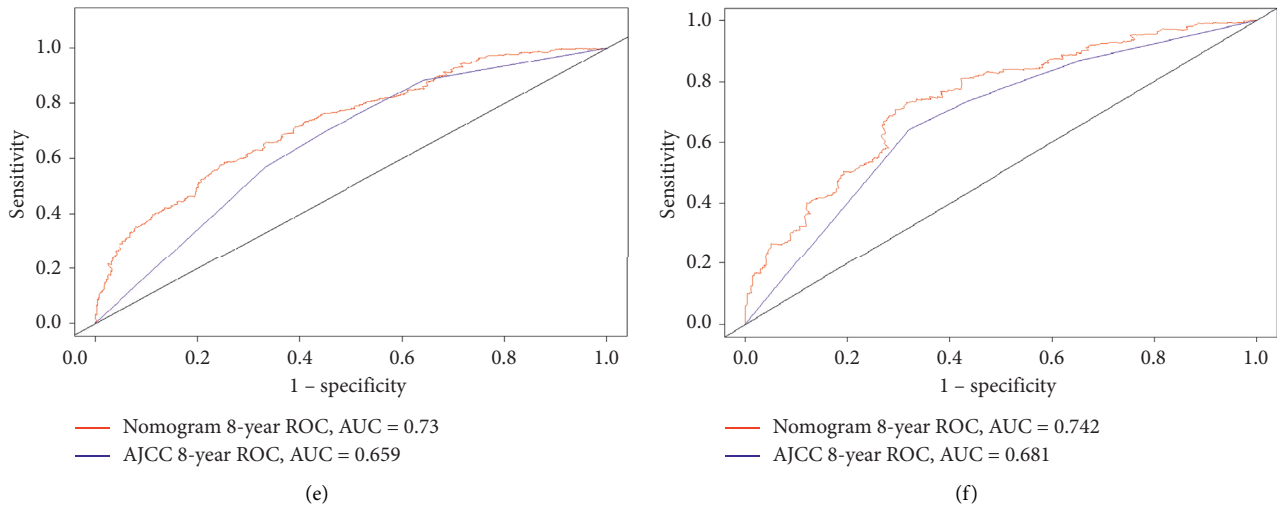 1.0
0.8
0.6
0.4
0.2
0.0
Sensitivity
0.0 0.2 0.4 0.6 0.8 1.0
1 – specificity
Nomogram 8-year ROC, AUC = 0.73
AJCC 8-year ROC, AUC = 0.659
(e)
1.0
0.8
0.6
0.4
0.2
0.0
Sensitivity
0.0 0.2 0.4 0.6 0.8 1.0
1 – specificity
Nomogram 8-year ROC, AUC = 0.742
AJCC 8-year ROC, AUC = 0.681
(f)